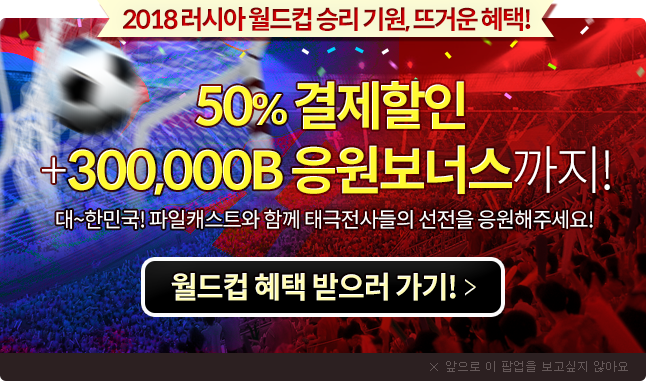 2018 러시아 월드컵 승리 기원, 뜨거운 혜택!
50% 결제할인
+300,000B 응원보너스까지!
대~한민국! 파일캐스트와 함께 태극전사들의 선전을 응원해주세요!
월드컵 혜택 받으러 가기! >
× 앞으로 이 팝업을 보고싶지 않아요